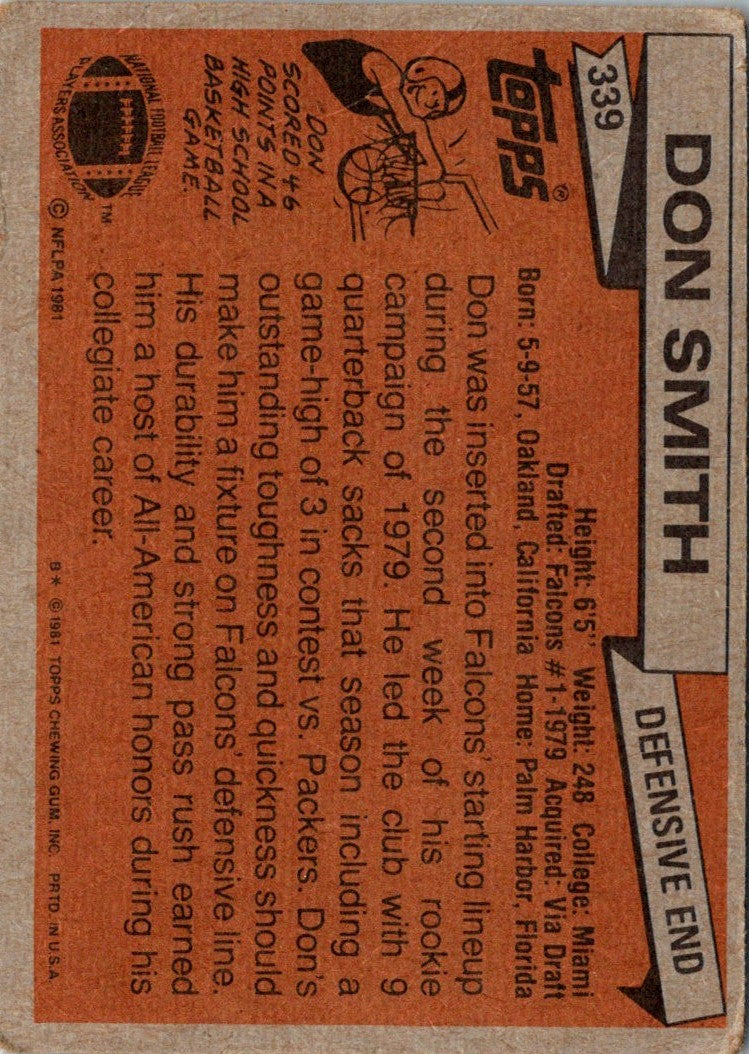 339
DON SMITH
DEFENSIVE END
topps®
Height: 6'5" Weight: 248 College: Miami
Drafted: Falcons #1-1979 Acquired: Via Draft
Born: 5-9-57, Oakland, California Home: Palm Harbor, Florida
Don was inserted into Falcons' starting lineup
during the second week of his rookie
campaign of 1979. He led the club with 9
quarterback sacks that season including a
game-high of 3 in contest vs. Packers. Don's
outstanding toughness and quickness should
make him a fixture on Falcons' defensive line.
His durability and strong pass rush earned
him a host of All-American honors during his
collegiate career.
DON
SCORED 46
POINTS IN A
HIGH SCHOOL
BASKETBALL
GAME.
NATIONAL FOOTBALL LEAGUE
PLAYERS ASSOCIATION
TM
© NFLPA 1981
B* © 1981 TOPPS CHEWING GUM, INC. PRTD. IN U.S.A.